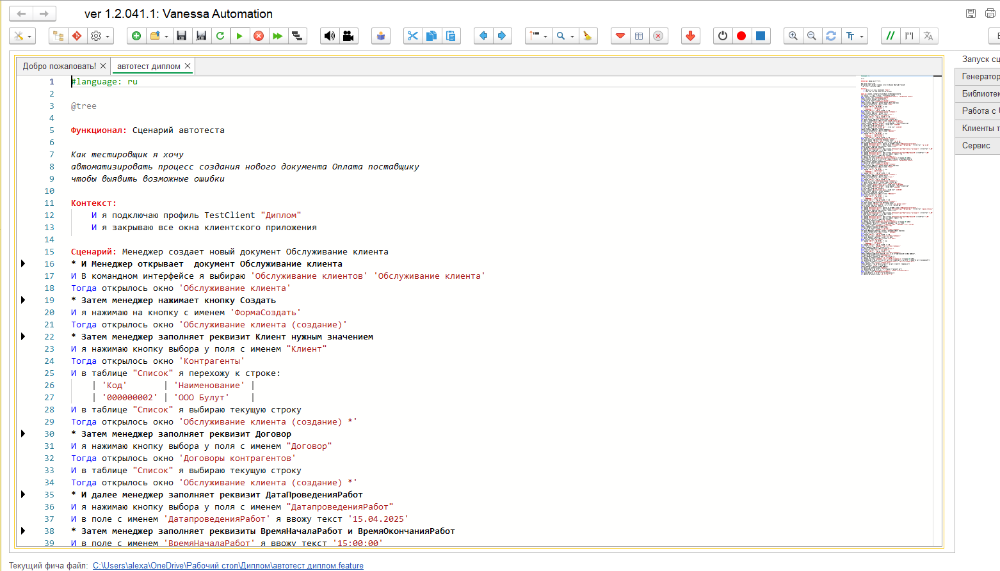 ver 1.2.041.1: Vanessa Automation
Добро пожаловать! автотест диплом
1 #language: ru
2
3 @tree
4
5 Функционал: Сценарий автотеста
6
7 Как тестировщик я хочу
8 автоматизировать процесс создания нового документа Оплата поставщику
9 чтобы выявить возможные ошибки
10
11 Контекст:
12 И я подключаю профиль TestClient "Диплом"
13 И я закрываю все окна клиентского приложения
14
15 Сценарий: Менеджер создает новый документ Обслуживание клиента
16 * И Менеджер открывает  документ Обслуживание клиента
17 И В командном интерфейсе я выбираю 'Обслуживание клиентов' 'Обслуживание клиента'
18 Тогда открылось окно 'Обслуживание клиента'
19 * Затем менеджер нажимает кнопку Создать
20 И я нажимаю на кнопку с именем 'ФормаСоздать'
21 Тогда открылось окно 'Обслуживание клиента (создание)'
22 * Затем менеджер заполняет реквизит Клиент нужным значением
23 И я нажимаю кнопку выбора у поля с именем "Клиент"
24 Тогда открылось окно 'Контрагенты'
25 И в таблице "Список" я перехожу к строке:
26 | 'Код' | 'Наименование' |
27 | '000000002' | 'ООО Булут' |
28 И в таблице "Список" я выбираю текущую строку
29 Тогда открылось окно 'Обслуживание клиента (создание) *'
30 * Затем менеджер заполняет реквизит Договор
31 И я нажимаю кнопку выбора у поля с именем "Договор"
32 Тогда открылось окно 'Договоры контрагентов'
33 И в таблице "Список" я выбираю текущую строку
34 Тогда открылось окно 'Обслуживание клиента (создание) *'
35 * И далее менеджер заполняет реквизит ДатаПроведенияРабот
36 И я нажимаю кнопку выбора у поля с именем "ДатапроведенияРабот"
37 И в поле с именем 'ДатапроведенияРабот' я ввожу текст '15.04.2025'
38 * Затем менеджер заполняет реквизиты ВремяНачалаРабот и ВремяОкончанияРабот
39 И в поле с именем 'ВремяНачалаРабот' я ввожу текст '15:00:00'
Запуск сц
Генератор
Библиотек
Работа с
Клиенты т
Сервис
Текущий фича файл: C:\Users\alexa\OneDrive\Рабочий стол\Диплом\автотест диплом.feature